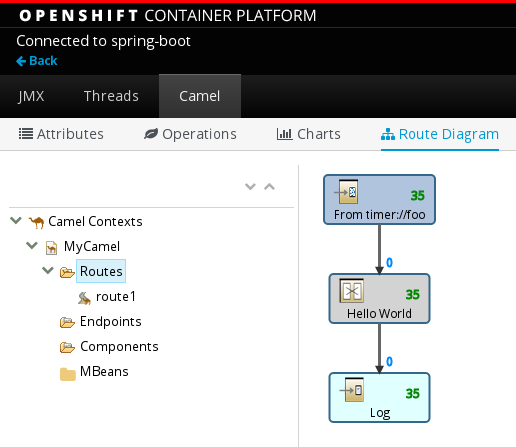 OPENSHIFT CONTAINER PLATFORM
Connected to spring-boot
Back
JMX Threads Camel
Attributes Operations Charts Route Diagram
Camel Contexts
MyCamel
Routes
route1
Endpoints
Components
MBeans
35
From timer://foo
0
35
Hello World
0
35
Log